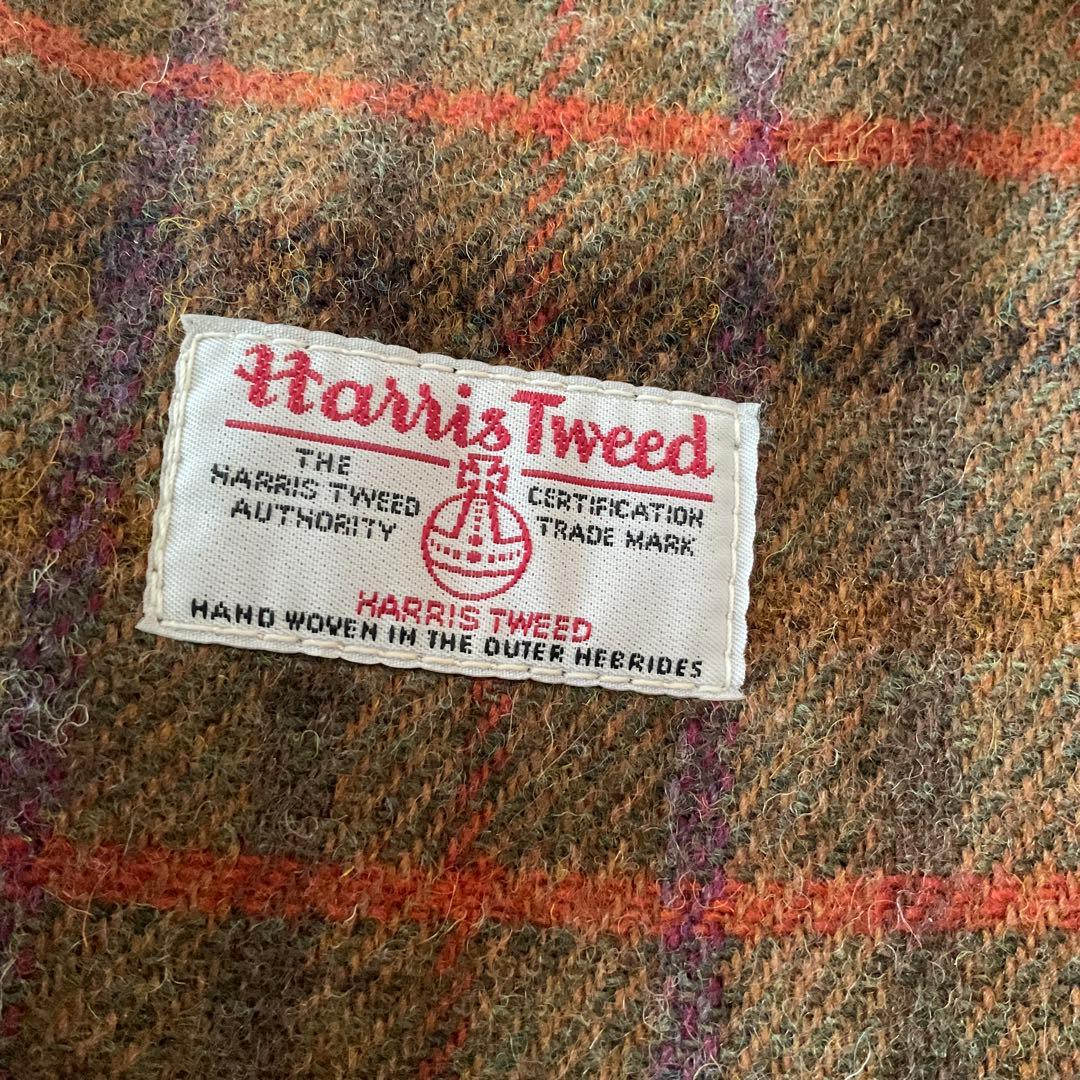 Harris Tweed
THE
HARRIS TWEED
AUTHORITY
CERTIFICATION
TRADE MARK
HARRIS TWEED
HAND WOVEN IN THE OUTER HEBRIDES